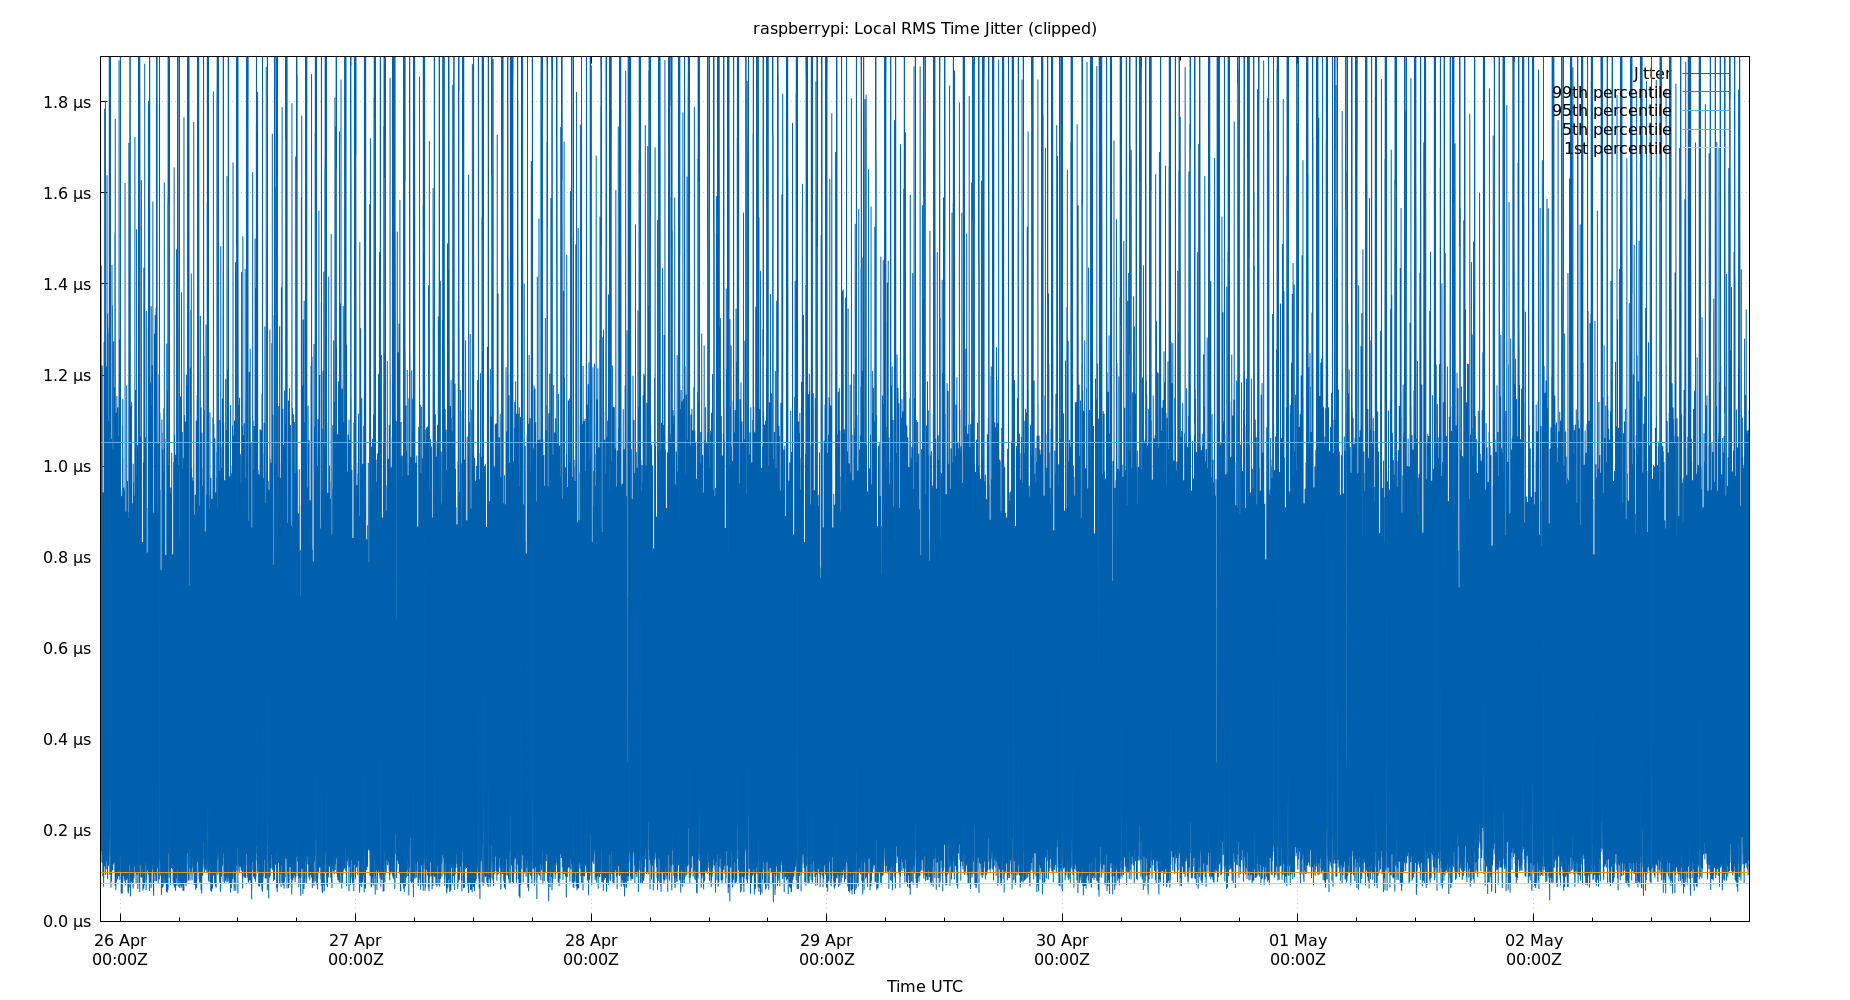 raspberrypi: Local RMS Time Jitter (clipped)
Jitter
99th percentile
95th percentile
5th percentile
1st percentile
1.8 µs
1.6 µs
1.4 µs
1.2 µs
1.0 µs
0.8 µs
0.6 µs
0.4 µs
0.2 µs
0.0 µs
26 Apr 27 Apr 28 Apr 29 Apr 30 Apr 01 May 02 May
00:00Z 00:00Z 00:00Z 00:00Z 00:00Z 00:00Z 00:00Z
Time UTC